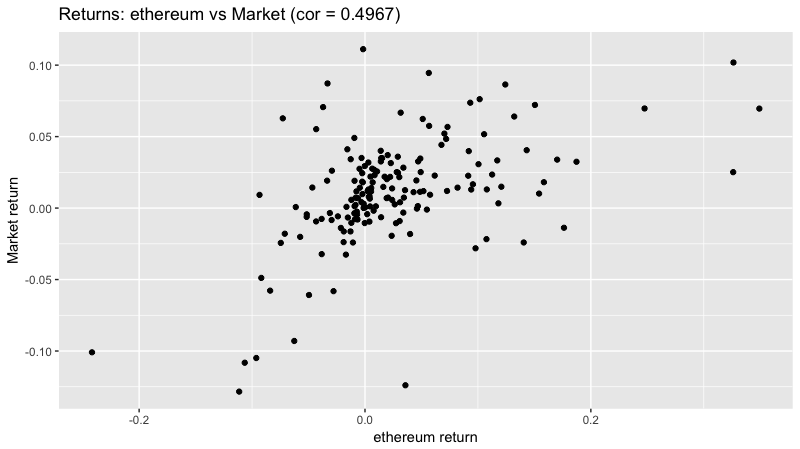 Returns: ethereum vs Market (cor = 0.4967)
0.10
0.05
0.00
-0.05
-0.10
Market return
-0.2
0.0
0.2
ethereum return